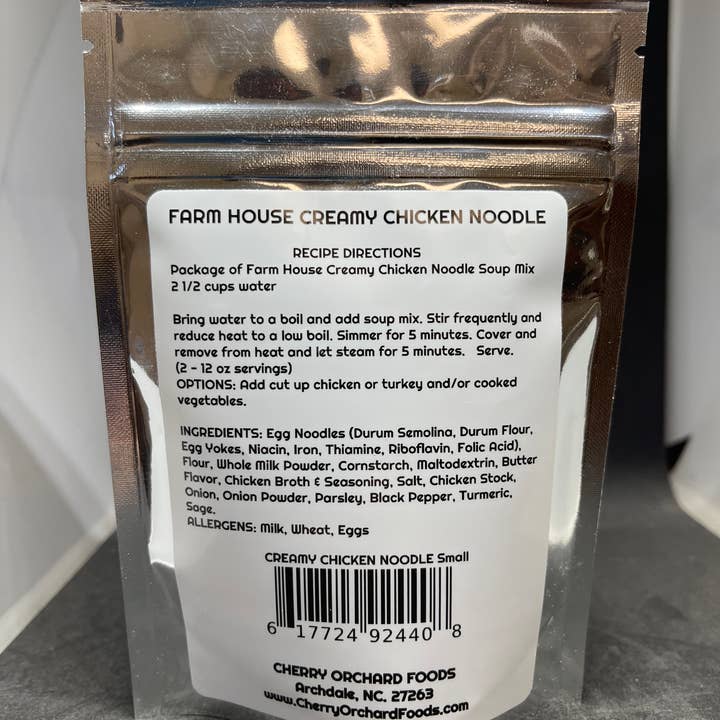 FARM HOUSE CREAMY CHICKEN NOODLE
RECIPE DIRECTIONS
Package of Farm House Creamy Chicken Noodle Soup Mix
2 1/2 cups water
Bring water to a boil and add soup mix. Stir frequently and
reduce heat to a low boil. Simmer for 5 minutes. Cover and
remove from heat and let steam for 5 minutes. Serve.
(2 - 12 oz servings)
OPTIONS: Add cut up chicken or turkey and/or cooked
vegetables.
INGREDIENTS: Egg Noodles (Durum Semolina, Durum Flour,
Egg Yokes, Niacin, Iron, Thiamine, Riboflavin, Folic Acid),
Flour, Whole Milk Powder, Cornstarch, Maltodextrin, Butter
Flavor, Chicken Broth & Seasoning, Salt, Chicken Stock,
Onion, Onion Powder, Parsley, Black Pepper, Turmeric,
Sage.
ALLERGENS: Milk, Wheat, Eggs
CREAMY CHICKEN NOODLE Small
6 17724 92440 8
CHERRY ORCHARD FOODS
Archdale, NC. 27263
www.CherryOrchardFoods.com